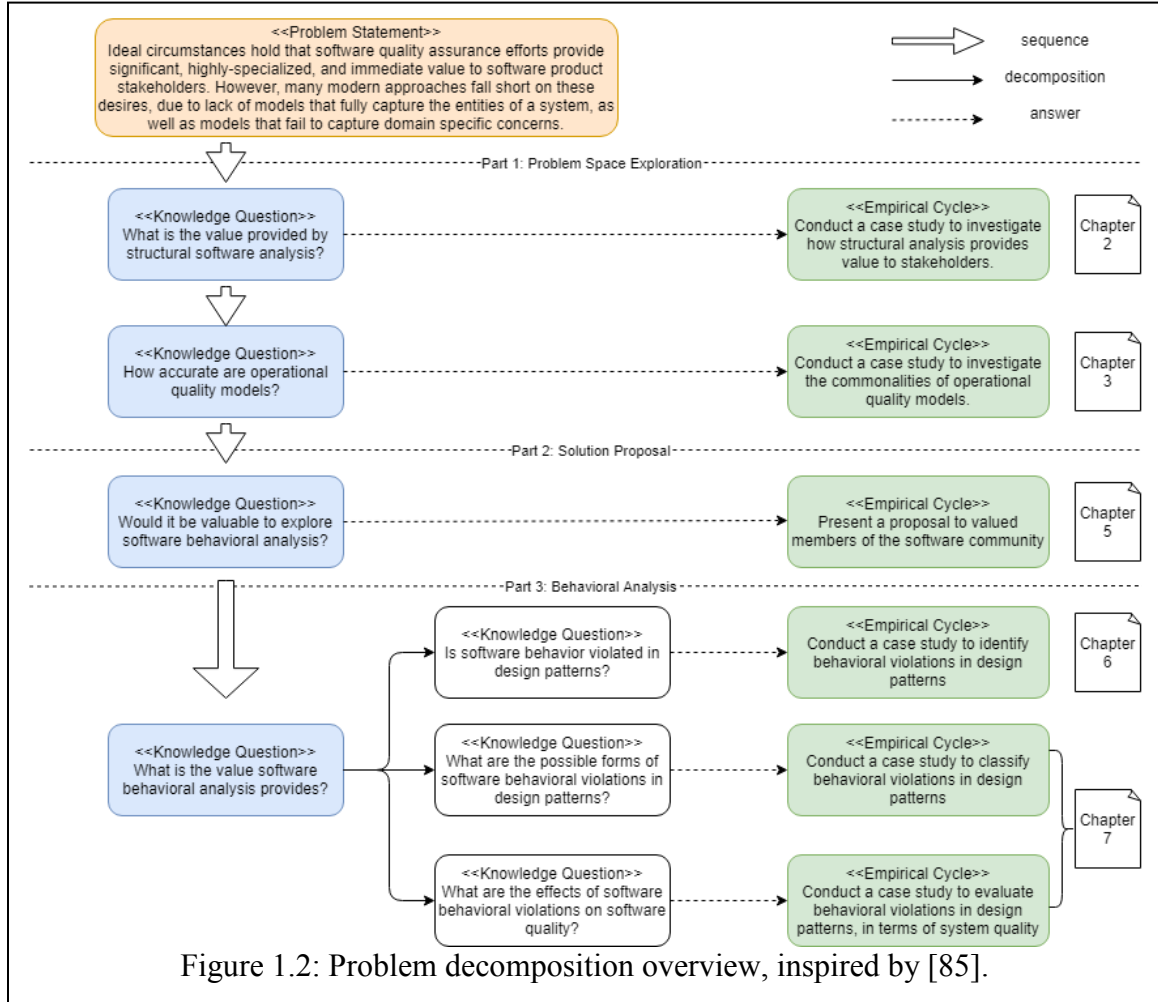 <<Problem Statement>>
Ideal circumstances hold that software quality assurance efforts provide
significant, highly-specialized, and immediate value to software product
stakeholders. However, many modern approaches fall short on these
desires, due to lack of models that fully capture the entities of a system, as
well as models that fail to capture domain specific concerns.
sequence
decomposition
answer
Part 1: Problem Space Exploration
<<Knowledge Question>>
What is the value provided by
structural software analysis?
<<Empirical Cycle>>
Conduct a case study to investigate
how structural analysis provides
value to stakeholders.
Chapter
2
<<Knowledge Question>>
How accurate are operational
quality models?
<<Empirical Cycle>>
Conduct a case study to investigate
the commonalities of operational
quality models.
Chapter
3
Part 2: Solution Proposal
<<Knowledge Question>>
Would it be valuable to explore
software behavioral analysis?
<<Empirical Cycle>>
Present a proposal to valued
members of the software community
Chapter
5
Part 3: Behavioral Analysis
<<Knowledge Question>>
Is software behavior violated in
design patterns?
<<Empirical Cycle>>
Conduct a case study to identify
behavioral violations in design
patterns
Chapter
6
<<Knowledge Question>>
What is the value software
behavioral analysis provides?
<<Knowledge Question>>
What are the possible forms of
software behavioral violations in
design patterns?
<<Empirical Cycle>>
Conduct a case study to classify
behavioral violations in design
patterns
Chapter
7
<<Knowledge Question>>
What are the effects of software
behavioral violations on software
quality?
<<Empirical Cycle>>
Conduct a case study to evaluate
behavioral violations in design
patterns, in terms of system quality
Figure 1.2: Problem decomposition overview, inspired by [85].